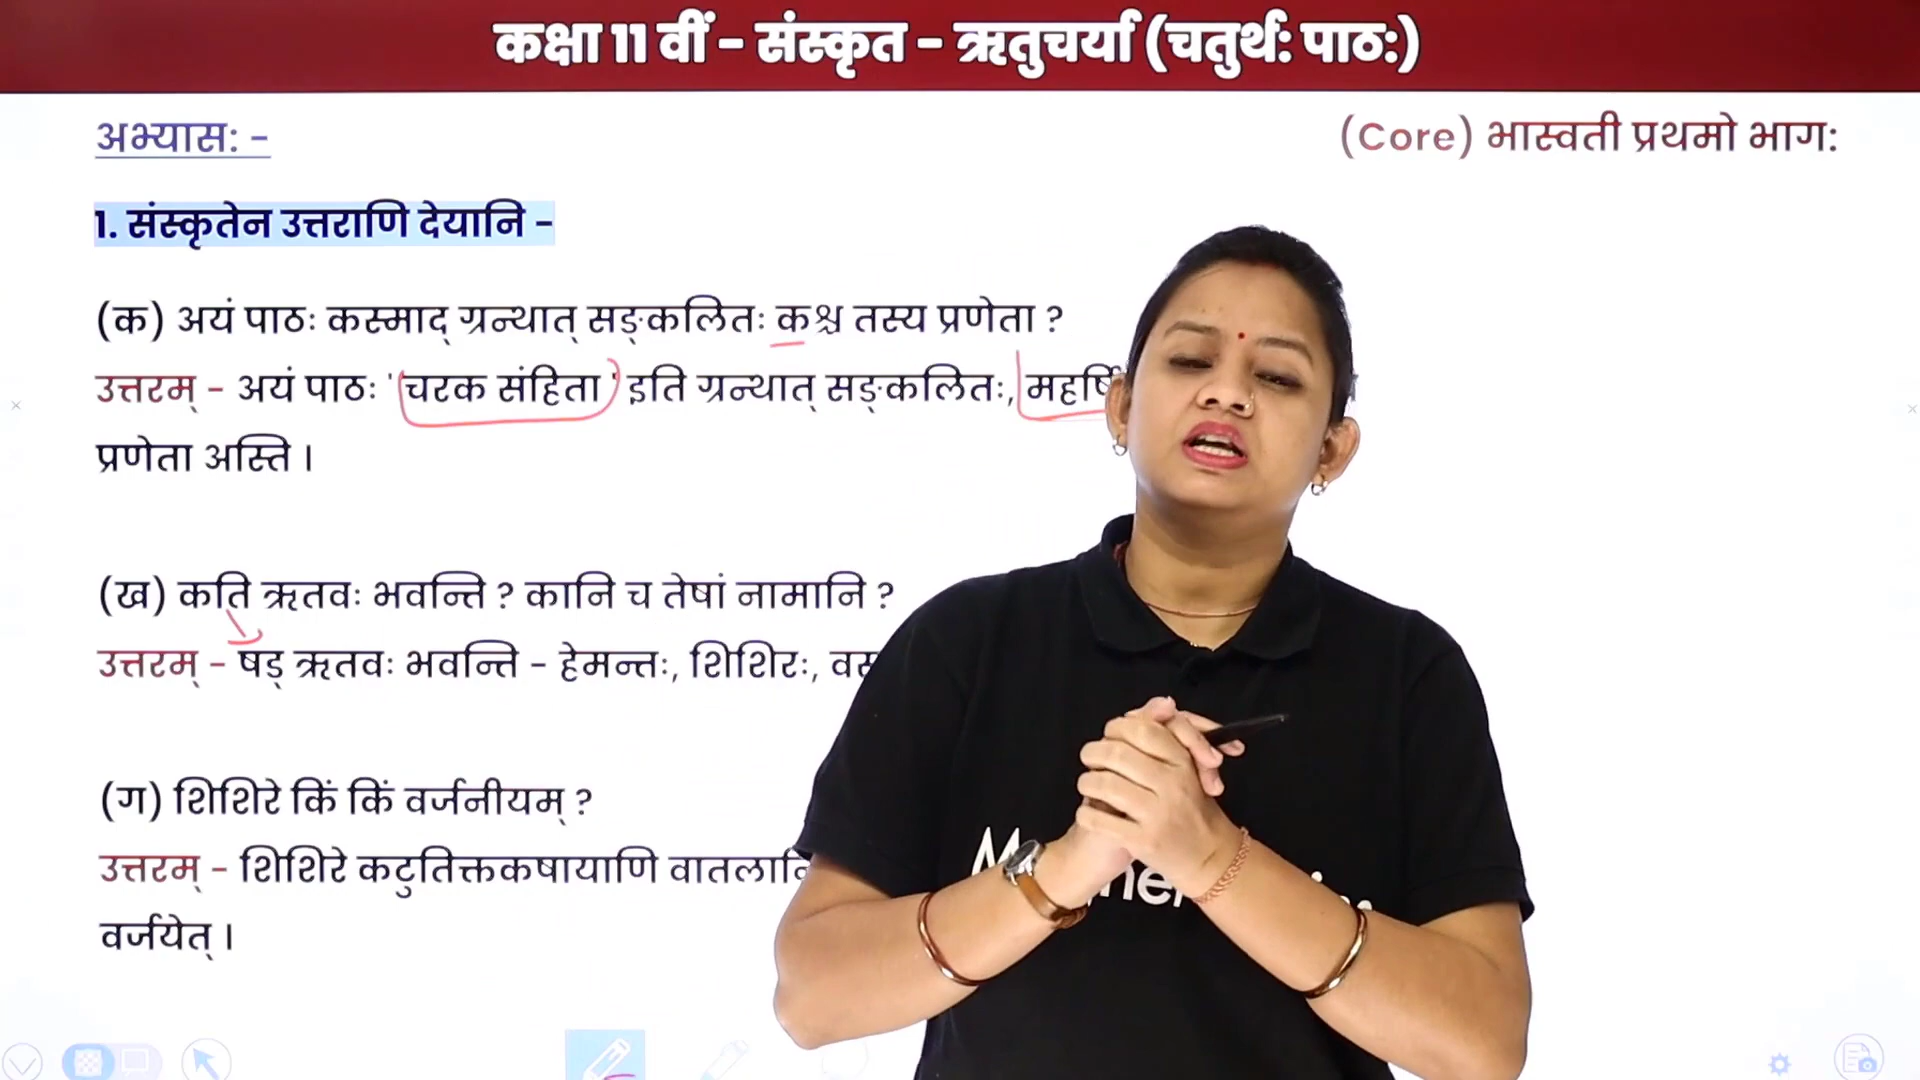 कक्षा 11 वीं - संस्कृत - ऋतुचर्या (चतुर्थ: पाठ:)
अभ्यास: -
(Core) भास्वती प्रथमो भाग:
1. संस्कृतेन उत्तराणि देयानि -
(क) अयं पाठः कस्माद् ग्रन्थात् सङ्कलितः कश्च तस्य प्रणेता ?
उत्तरम् - अयं पाठः 'चरक संहिता' इति ग्रन्थात् सङ्कलितः, महर्षि
प्रणेता अस्ति ।
(ख) कति ऋतवः भवन्ति ? कानि च तेषां नामानि ?
उत्तरम् - षड् ऋतवः भवन्ति - हेमन्तः, शिशिरः,
(ग) शिशिरे किं किं वर्जनीयम् ?
उत्तरम् - शिशिरे कटुतिक्तकषायाणि
वर्जयेत् ।